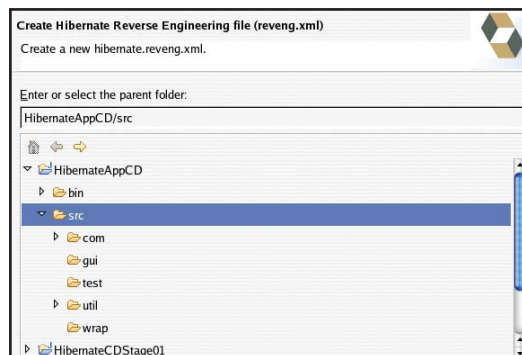 Create Hibernate Reverse Engineering file (reveng.xml)
Create a new hibernate.reveng.xml.
Enter or select the parent folder:
HibernateAppCD/src
HibernateAppCD
bin
src
com
gui
test
util
wrap
HibernateCDStage01